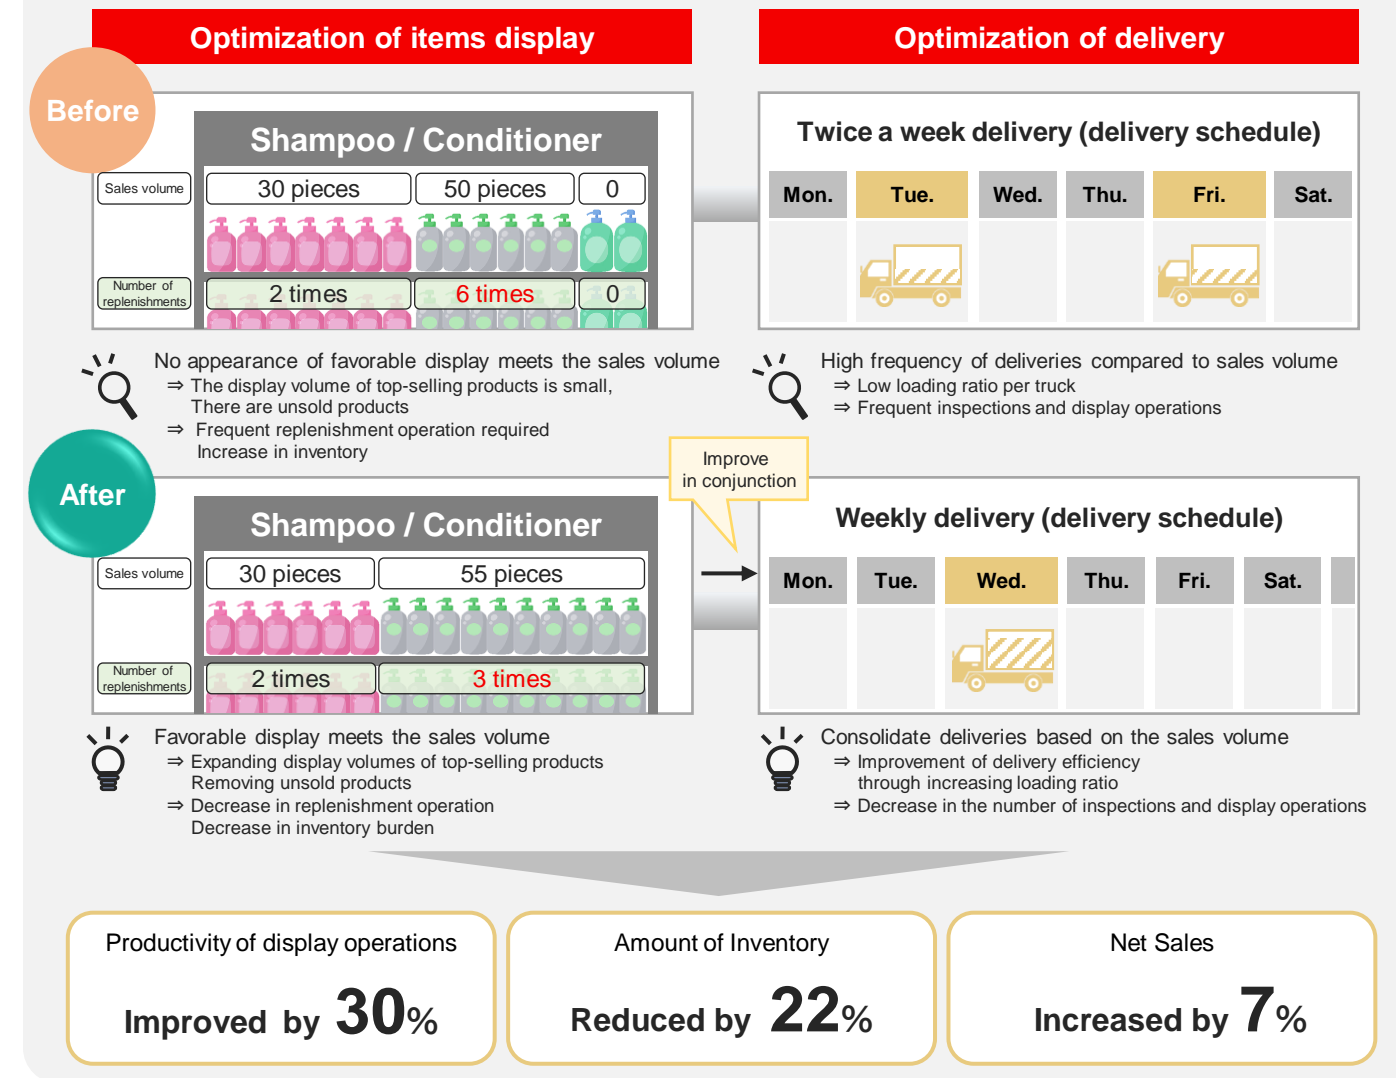 Optimization of items display
Optimization of delivery
Before
Shampoo / Conditioner
Sales volume
30 pieces
50 pieces
0
Number of
replenishments
2 times
6 times
0
Twice a week delivery (delivery schedule)
Mon.
Tue.
Wed.
Thu.
Fri.
Sat.
No appearance of favorable display meets the sales volume
⇒ The display volume of top-selling products is small,
There are unsold products
⇒ Frequent replenishment operation required
Increase in inventory
High frequency of deliveries compared to sales volume
⇒ Low loading ratio per truck
⇒ Frequent inspections and display operations
After
Shampoo / Conditioner
Sales volume
30 pieces
55 pieces
Number of
replenishments
2 times
3 times
Improve
in conjunction
Weekly delivery (delivery schedule)
Mon.
Tue.
Wed.
Thu.
Fri.
Sat.
Favorable display meets the sales volume
⇒ Expanding display volumes of top-selling products
Removing unsold products
⇒ Decrease in replenishment operation
Decrease in inventory burden
Consolidate deliveries based on the sales volume
⇒ Improvement of delivery efficiency
through increasing loading ratio
⇒ Decrease in the number of inspections and display operations
Productivity of display operations
Improved by 30%
Amount of Inventory
Reduced by 22%
Net Sales
Increased by 7%